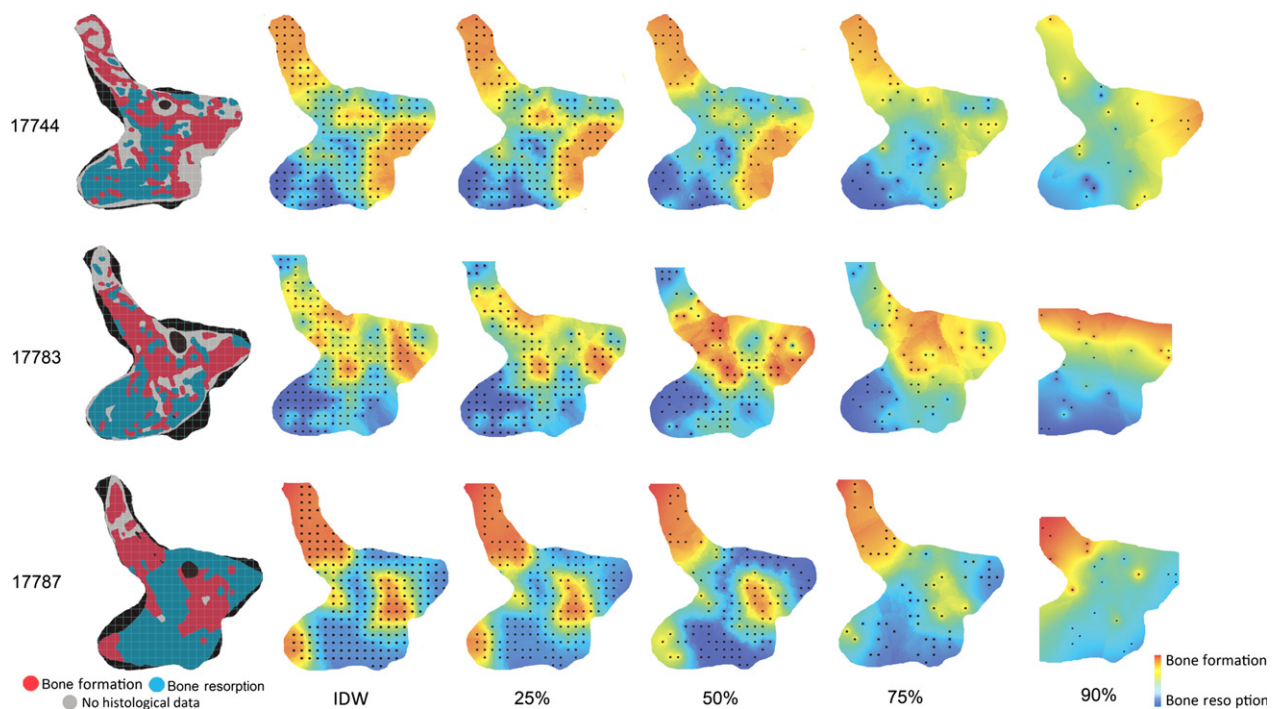 17744
17783
17787
Bone formation
Bone resorption
No histological data
IDW
25%
50%
75%
90%
Bone formation
Bone reso ption